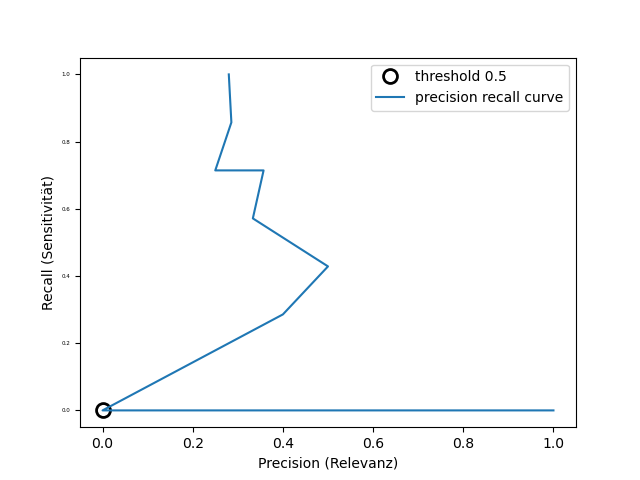 threshold 0.5
precision recall curve
1.0
0.8
0.6
0.4
0.2
0.0
Recall (Sensitivität)
0.0 0.2 0.4 0.6 0.8 1.0
Precision (Relevanz)